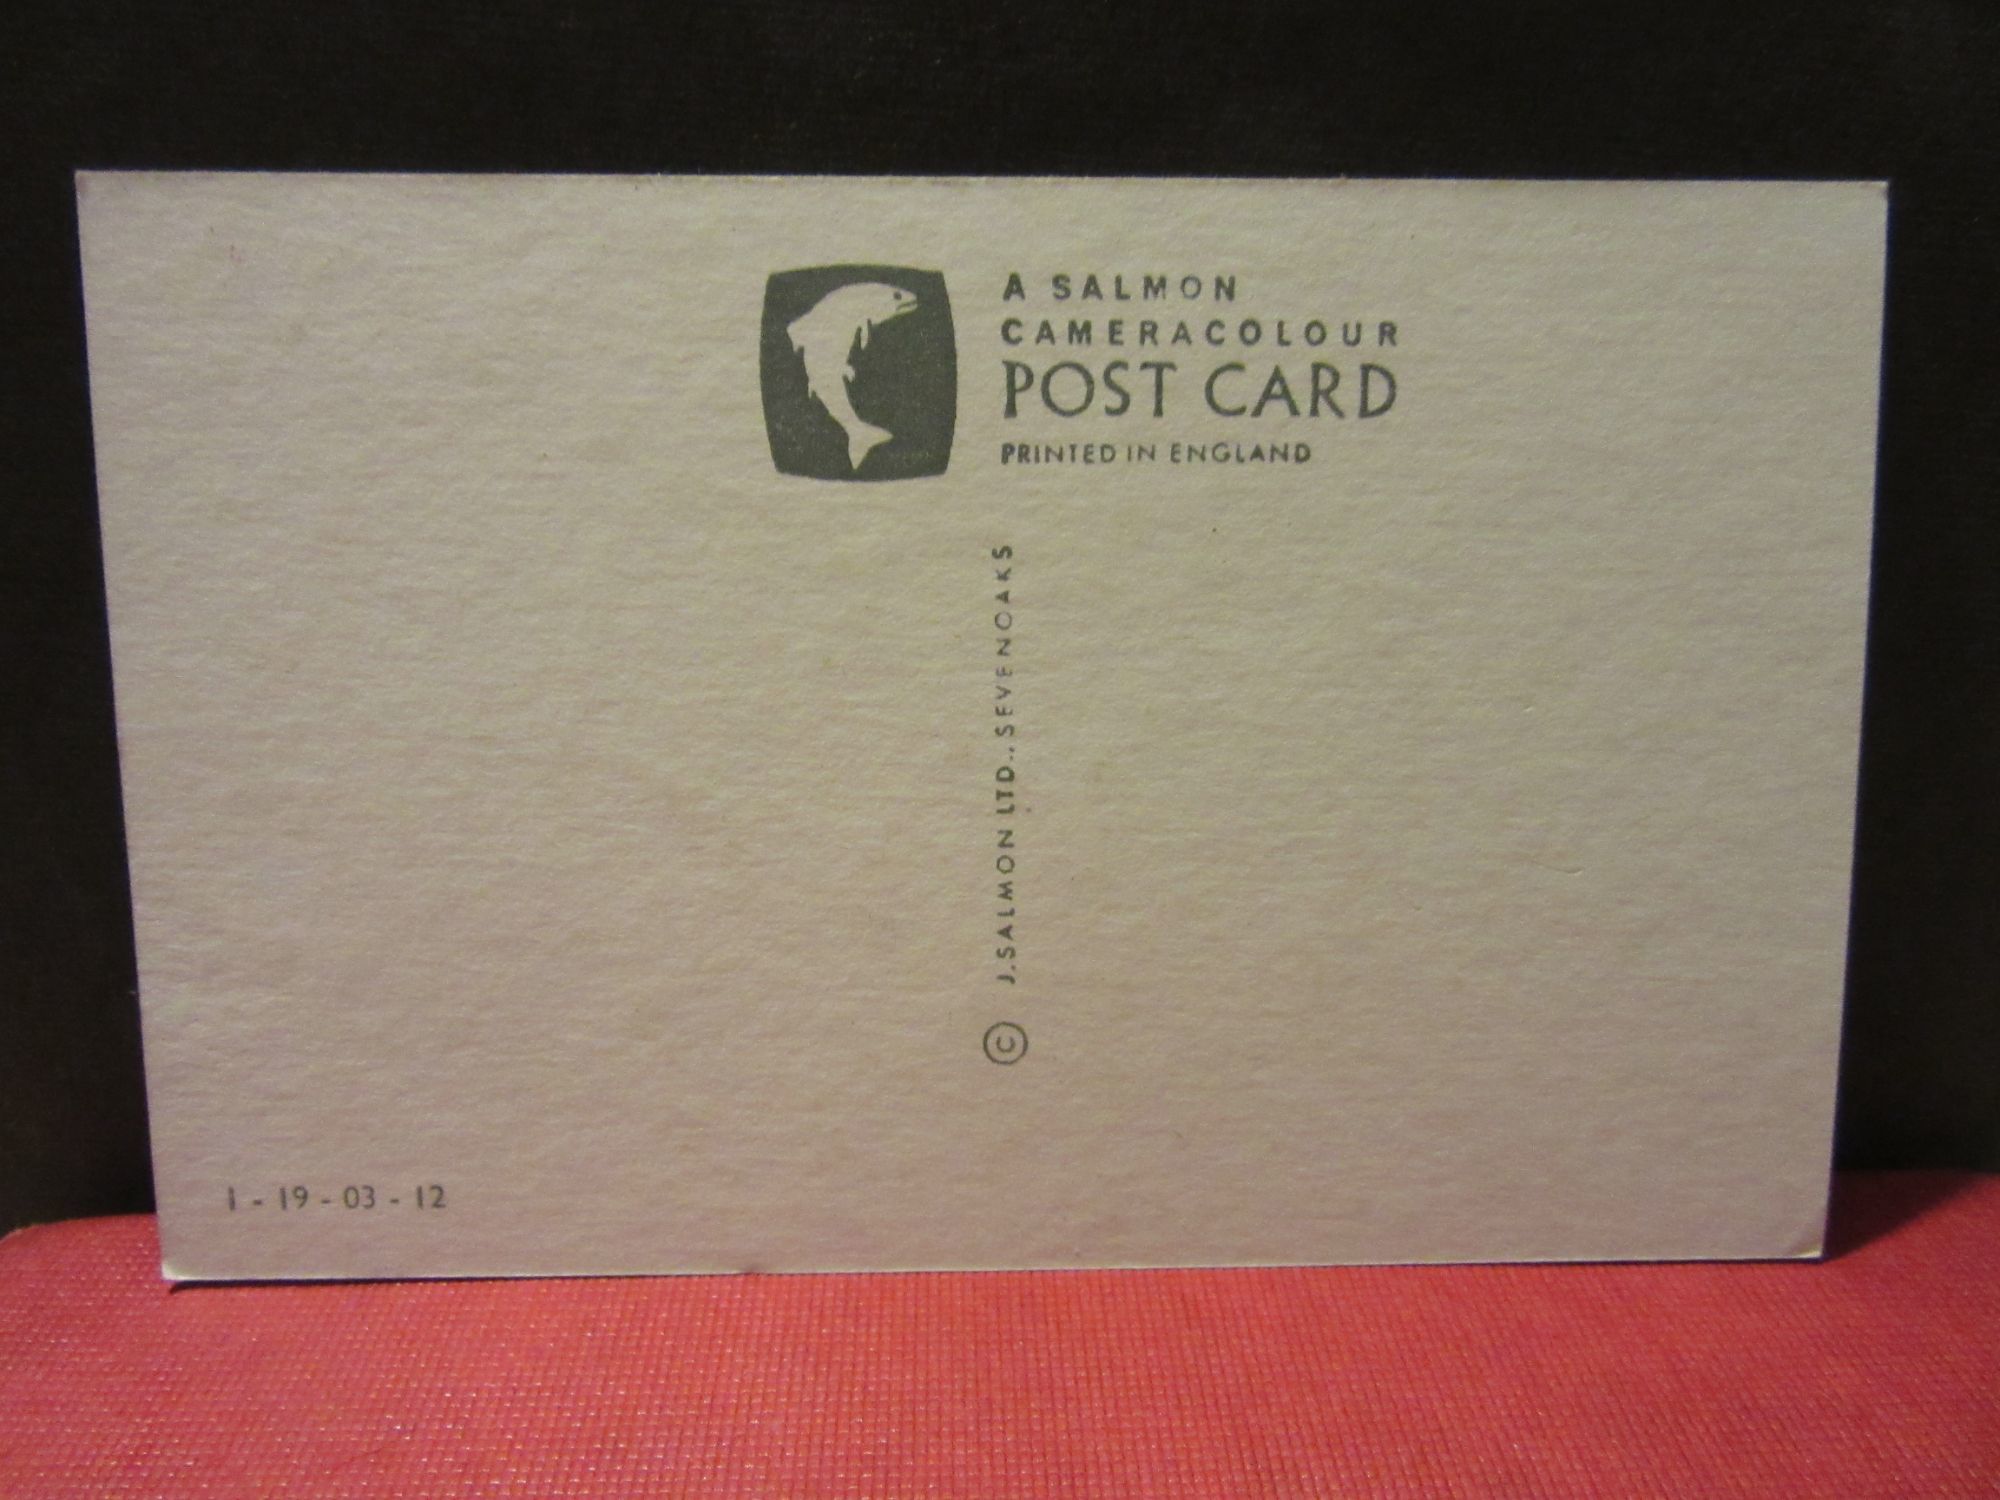 A SALMON
CAMERACOLOUR
POST CARD
PRINTED IN ENGLAND
© J. SALMON LTD., SEVENOAKS
1 - 19 - 03 - 12